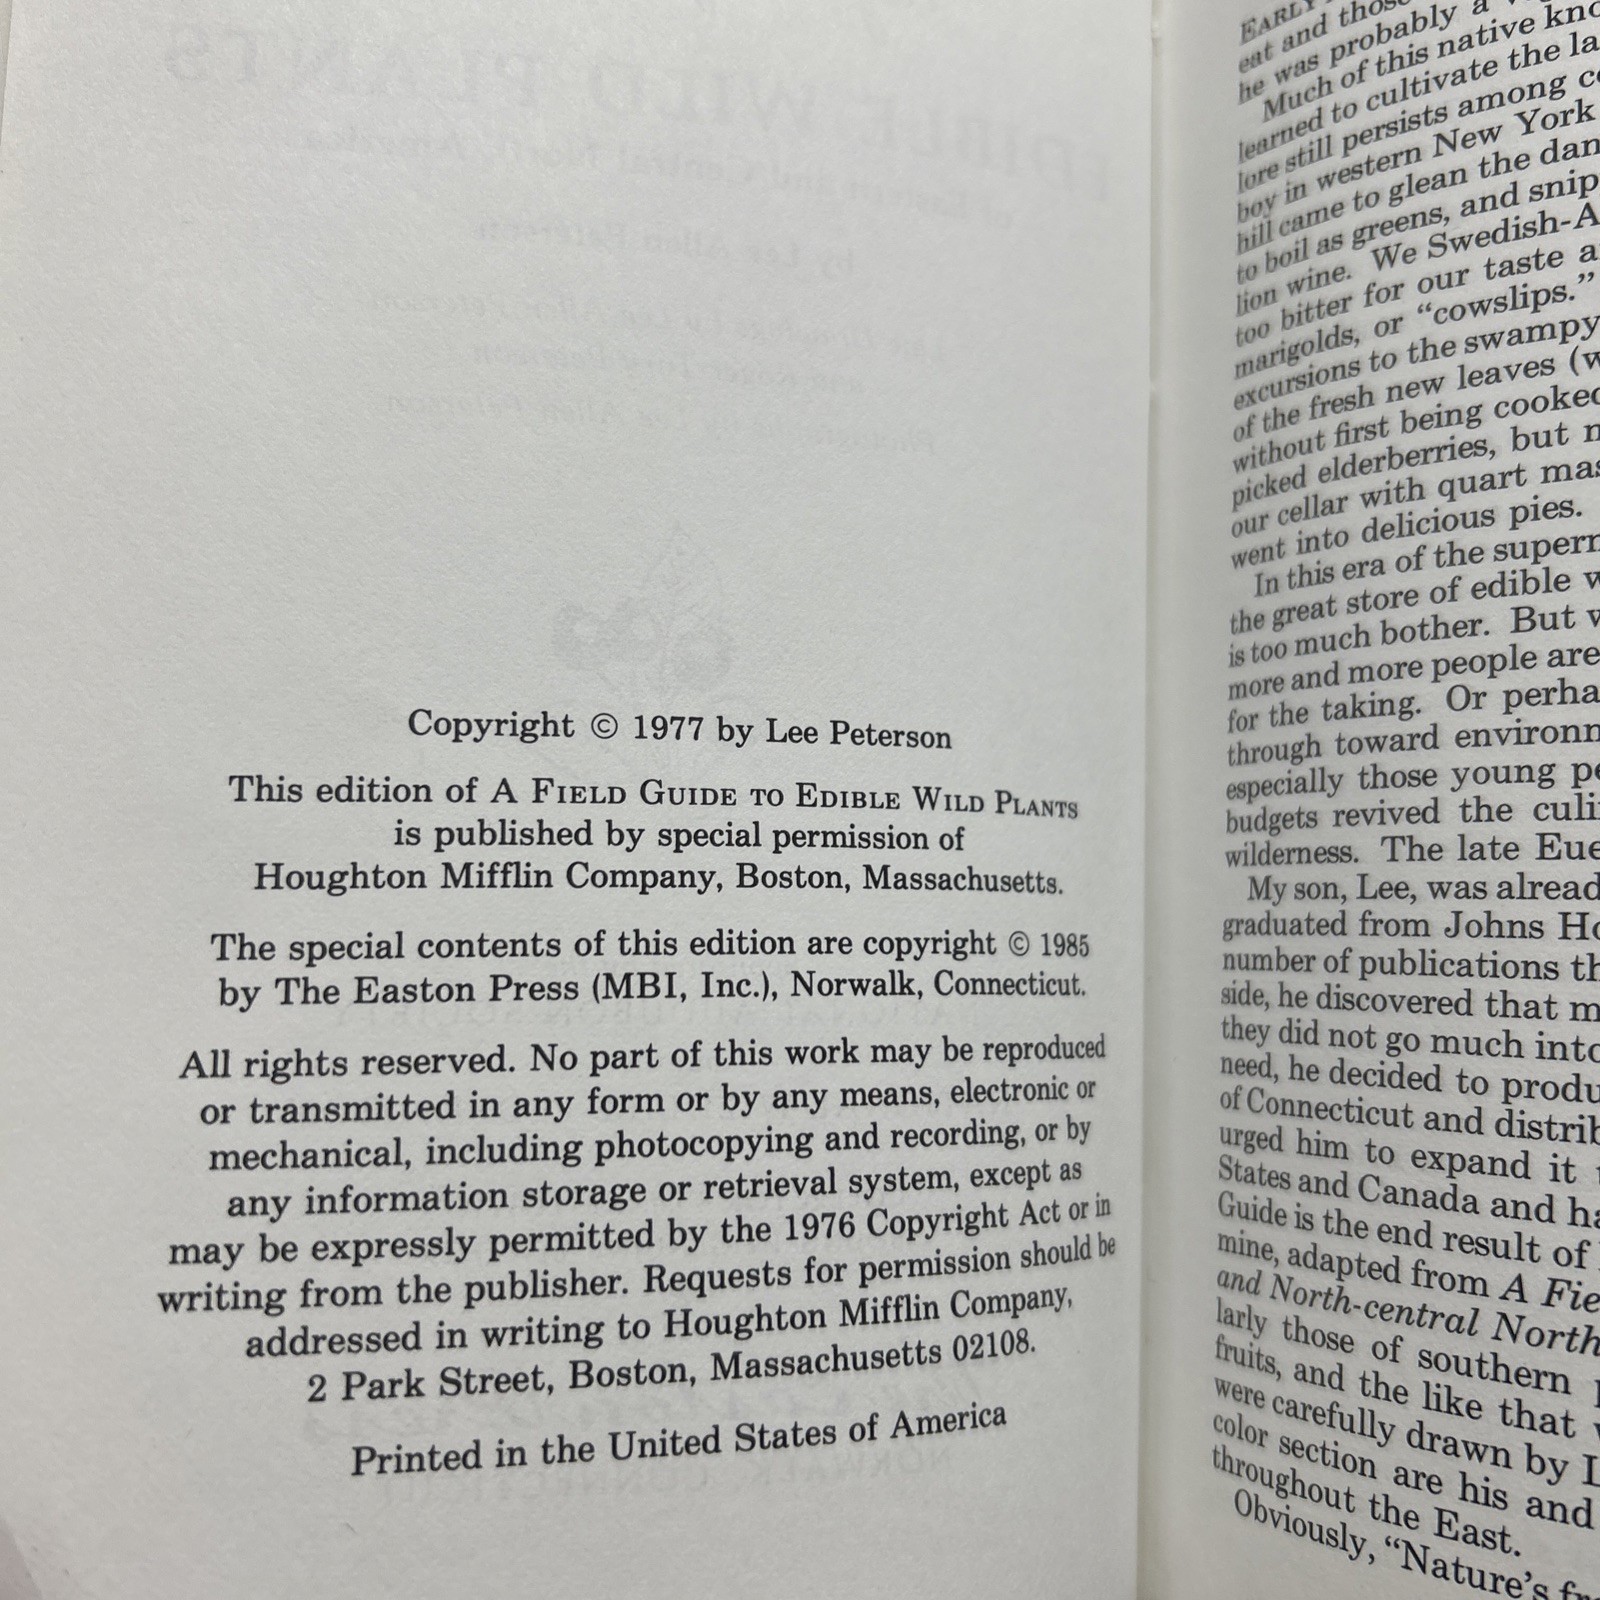 Copyright © 1977 by Lee Peterson
This edition of A FIELD GUIDE TO EDIBLE WILD PLANTS
is published by special permission of
Houghton Mifflin Company, Boston, Massachusetts.
The special contents of this edition are copyright © 1985
by The Easton Press (MBI, Inc.), Norwalk, Connecticut.
All rights reserved. No part of this work may be reproduced
or transmitted in any form or by any means, electronic or
mechanical, including photocopying and recording, or by
any information storage or retrieval system, except as
may be expressly permitted by the 1976 Copyright Act or in
writing from the publisher. Requests for permission should be
addressed in writing to Houghton Mifflin Company,
2 Park Street, Boston, Massachusetts 02108.
Printed in the United States of America
EARLY
eat and those
he was probably a
Much of this native kno
learned to cultivate the la
lore still persists among co
boy in western New York
hill came to glean the dan
to boil as greens, and snip
lion wine. We Swedish-A
too bitter for our taste a
marigolds, or “cowslips.”
excursions to the swampy
of the fresh new leaves (w
without first being cooked
picked elderberries, but n
our cellar with quart mas
went into delicious pies.
In this era of the superm
the great store of edible w
is too much bother. But w
more and more people are
for the taking. Or perha
through toward environm
especially those young pe
budgets revived the culin
wilderness. The late Eue
My son, Lee, was alread
graduated from Johns Ho
number of publications th
side, he discovered that m
they did not go much into
need, he decided to produ
of Connecticut and distrib
urged him to expand it t
States and Canada and ha
Guide is the end result of
mine, adapted from A Fie
and North-central North
larly those of southern p
fruits, and the like that w
were carefully drawn by L
color section are his and
throughout the East.
Obviously, “Nature’s fr